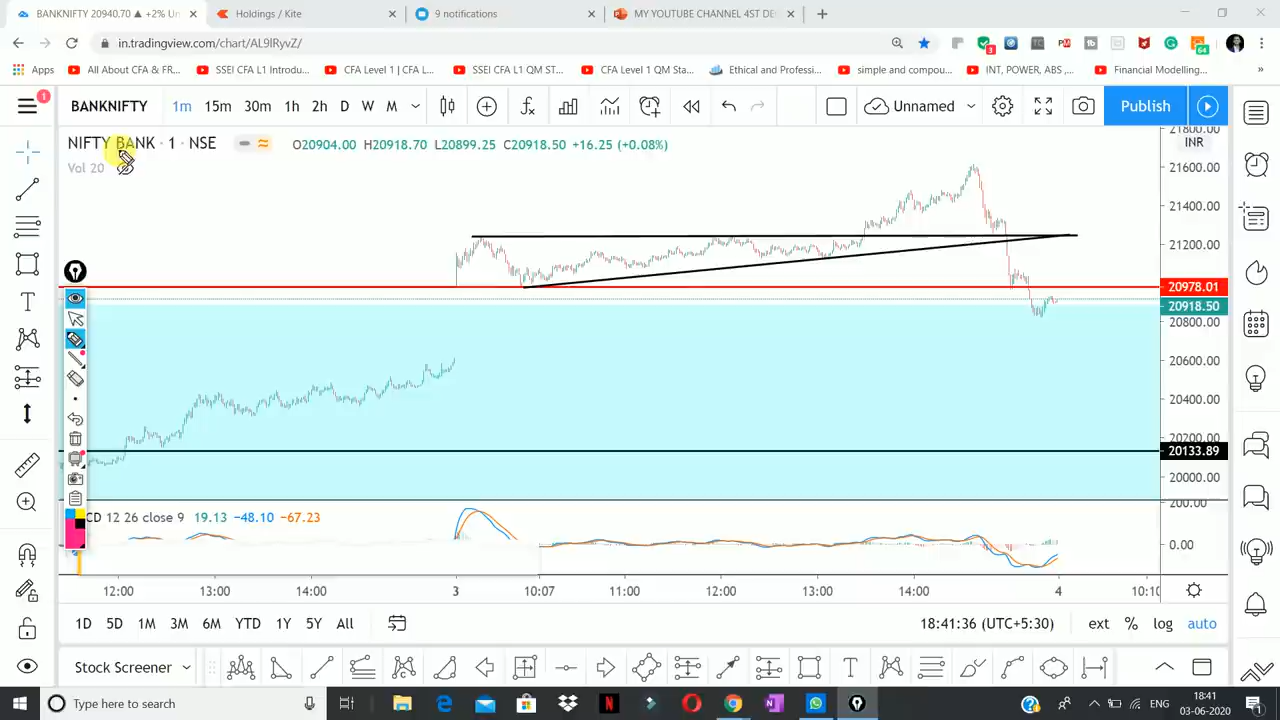 BANKNIFTY 20940.70 ▲ +2% Un
Holdings / Kite
9 notifications
MY YOUTUBE CHANNEL 4ST DE
in.tradingview.com/chart/AL9lRyvZ/
Apps
All About CFA & FR...
SSEI CFA L1 Introdu...
CFA Level 1 | CFA L...
SSEI CFA L1 QM ST...
CFA Level 1 QM Sta...
Ethical and Professi...
simple and compou...
INT, POWER, ABS ,...
Financial Modelling...
»
BANKNIFTY
1m 15m 30m 1h 2h D W M
Unnamed
Publish
NIFTY BANK · 1 · NSE
O20904.00 H20918.70 L20899.25 C20918.50 +16.25 (+0.08%)
Vol 20
INR
21800.00
21600.00
21400.00
21200.00
20978.01
20918.50
20800.00
20600.00
20400.00
20200.00
20133.89
20000.00
CD 12 26 close 9 19.13 −48.10 −67.23
200.00
0.00
12:00 13:00 14:00 3 10:07 11:00 12:00 13:00 14:00 4 10:10
1D 5D 1M 3M 6M YTD 1Y 5Y All
18:41:36 (UTC+5:30)
ext % log auto
Stock Screener
Type here to search
ENG
18:41
03-06-2020